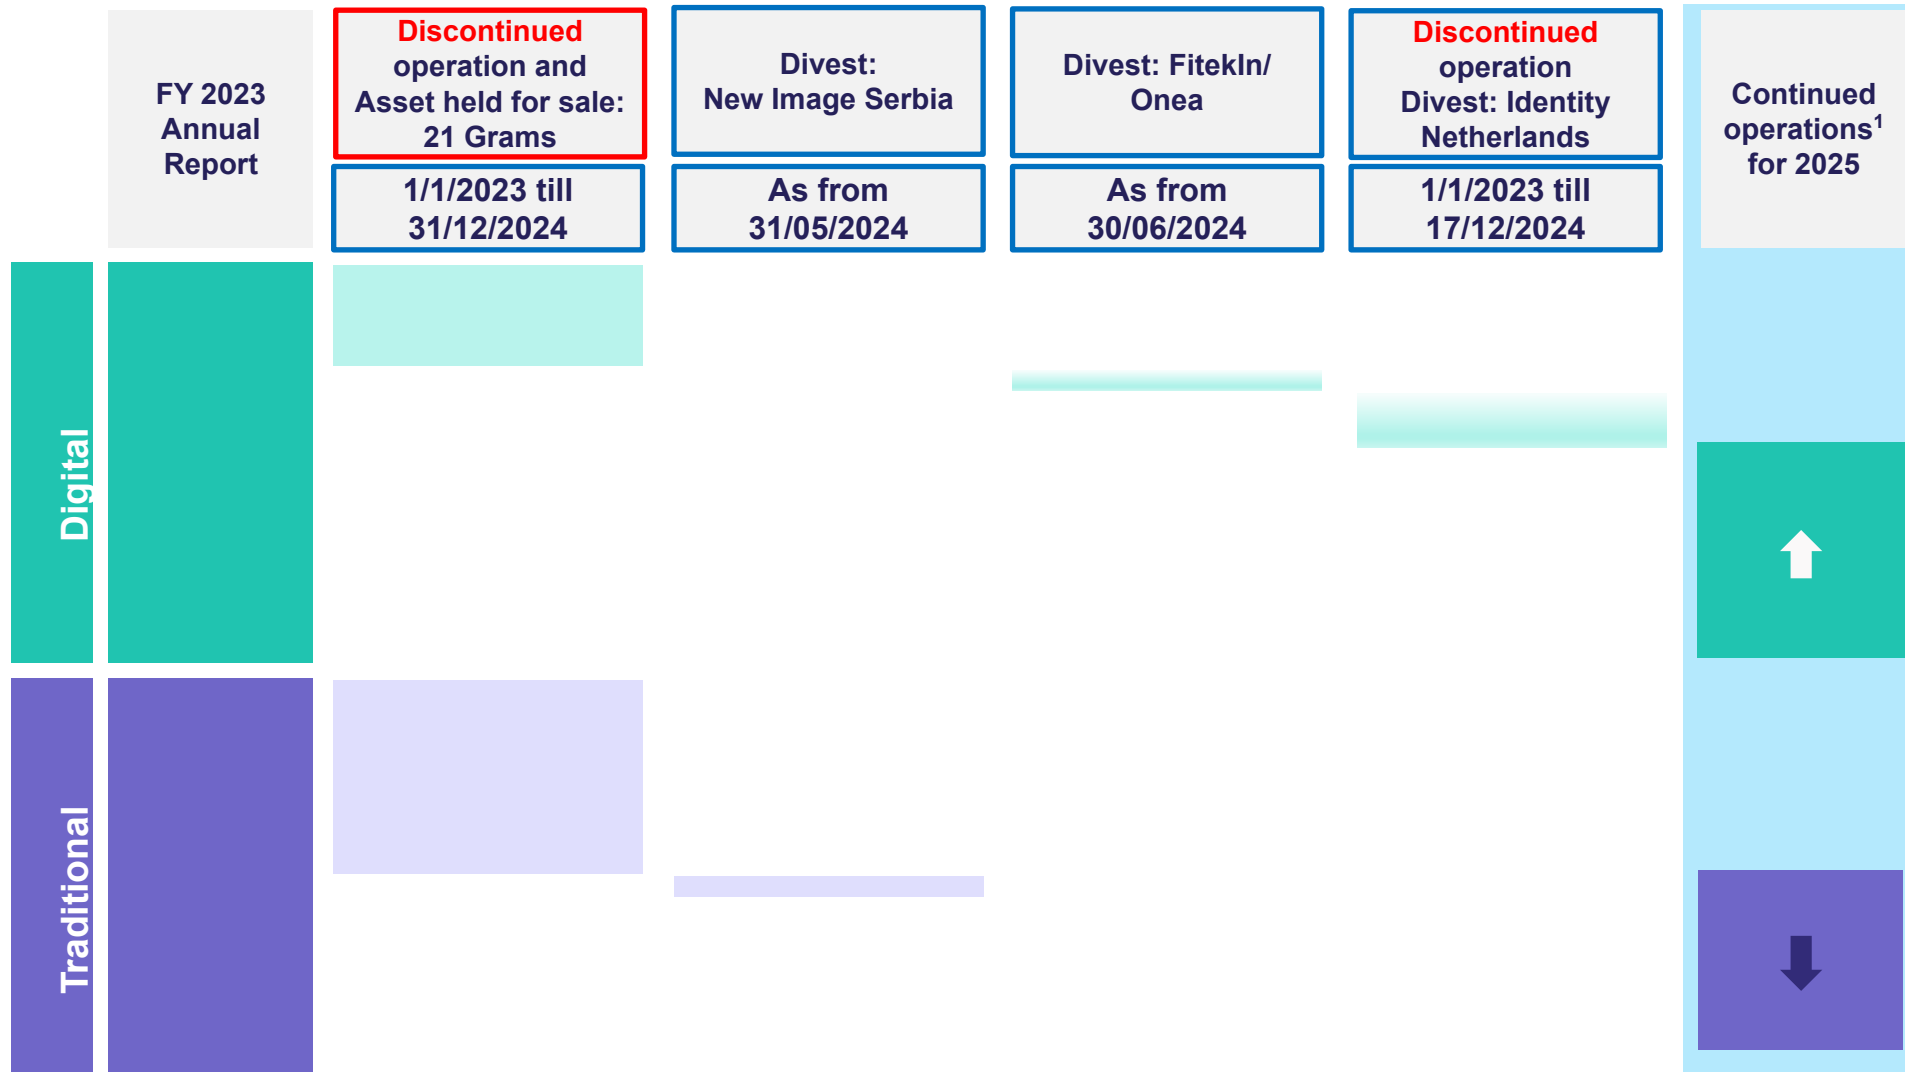 FY 2023
Annual
Report
Discontinued
operation and
Asset held for sale:
21 Grams
1/1/2023 till
31/12/2024
Divest:
New Image Serbia
As from
31/05/2024
Divest: FitekIn/
Onea
As from
30/06/2024
Discontinued
operation
Divest: Identity
Netherlands
1/1/2023 till
17/12/2024
Continued
operations¹
for 2025
Digital
Traditional